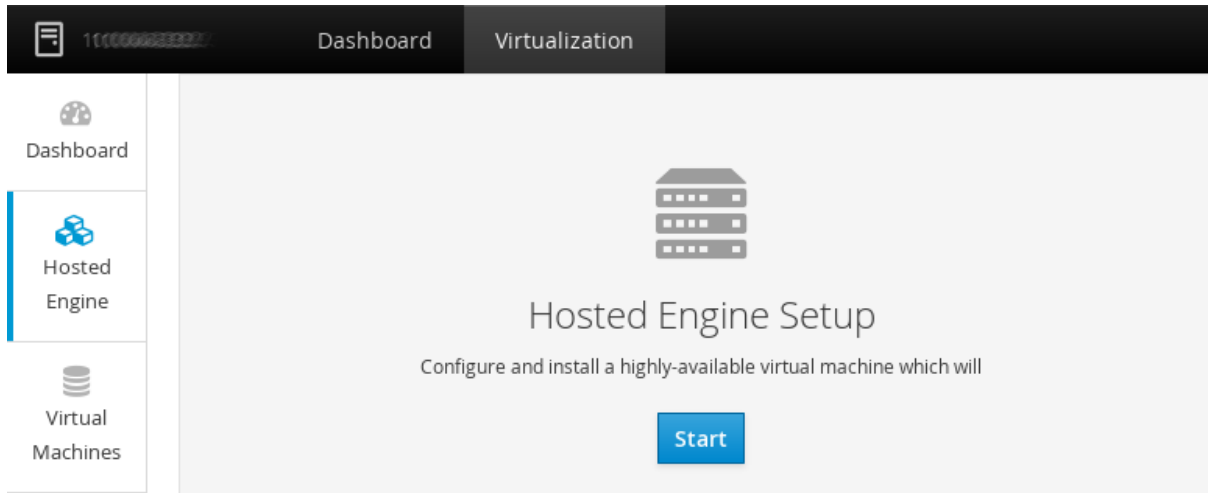 Dashboard
Virtualization
Dashboard
Hosted
Engine
Virtual
Machines
Hosted Engine Setup
Configure and install a highly-available virtual machine which will
Start